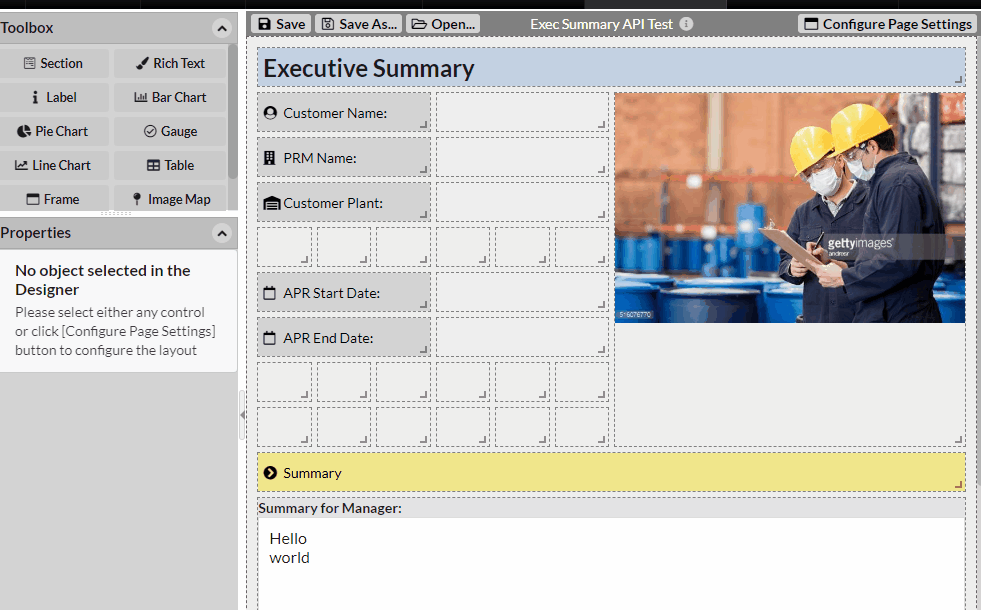 Toolbox
Section
Rich Text
Label
Bar Chart
Pie Chart
Gauge
Line Chart
Table
Frame
Image Map
Properties
No object selected in the
Designer
Please select either any control
or click [Configure Page Settings]
button to configure the layout
Save
Save As...
Open...
Exec Summary API Test
Configure Page Settings
Executive Summary
Customer Name:
PRM Name:
Customer Plant:
APR Start Date:
APR End Date:
gettyimages®
andresr
516076770
Summary
Summary for Manager:
Hello
world